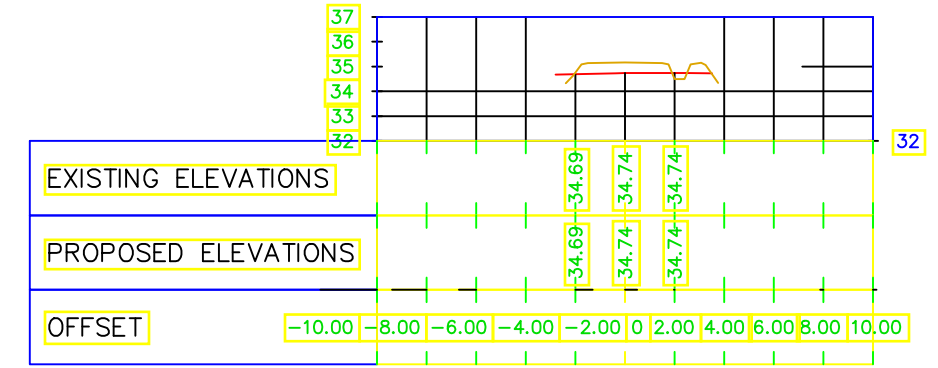 37
36
35
34
33
32
32
EXISTING ELEVATIONS 34.69 34.74 34.74
PROPOSED ELEVATIONS 34.69 34.74 34.74
OFFSET -10.00 -8.00 -6.00 -4.00 -2.00 0 2.00 4.00 6.00 8.00 10.00